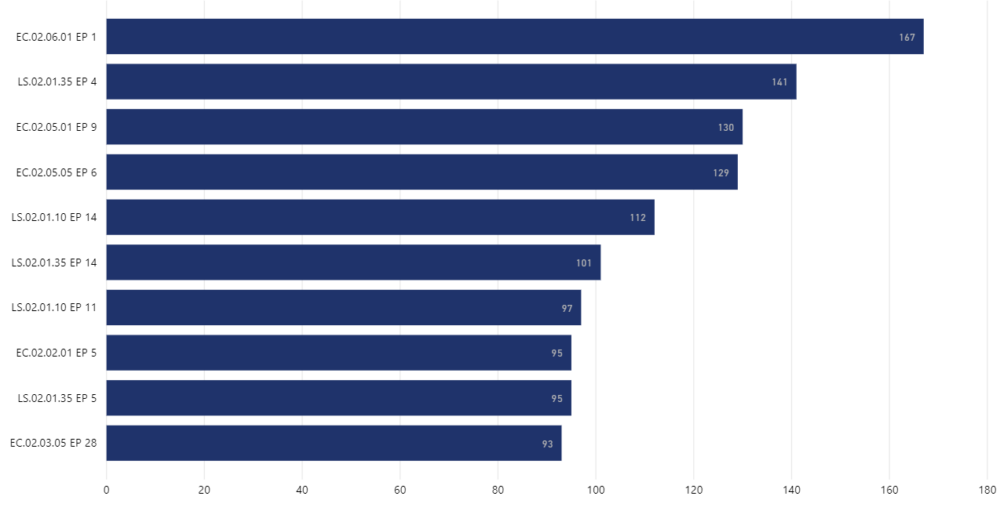 EC.02.06.01 EP 1 167
LS.02.01.35 EP 4 141
EC.02.05.01 EP 9 130
EC.02.05.05 EP 6 129
LS.02.01.10 EP 14 112
LS.02.01.35 EP 14 101
LS.02.01.10 EP 11 97
EC.02.02.01 EP 5 95
LS.02.01.35 EP 5 95
EC.02.03.05 EP 28 93
0 20 40 60 80 100 120 140 160 180